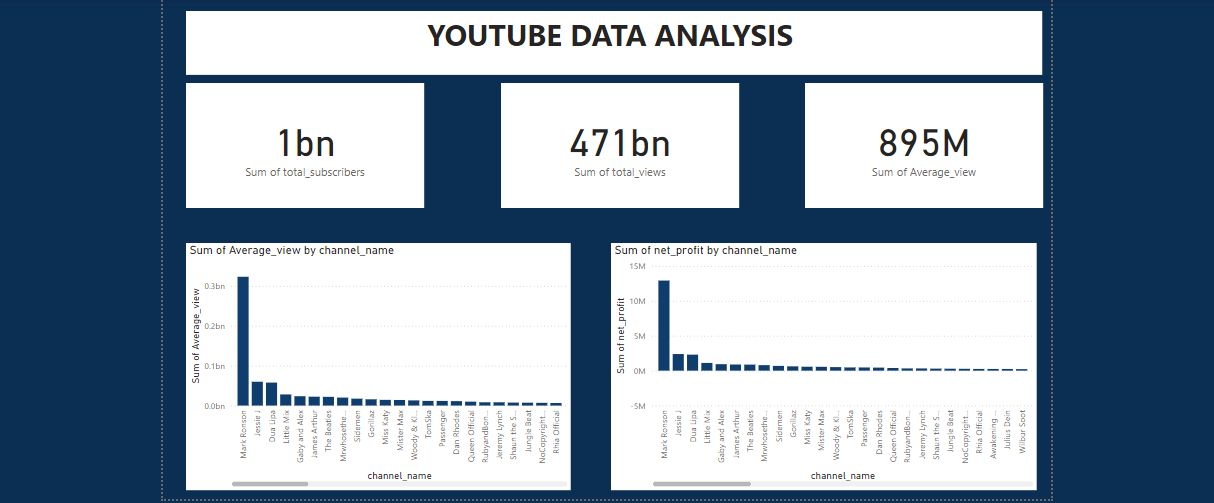 YOUTUBE DATA ANALYSIS
1bn
Sum of total_subscribers
471bn
Sum of total_views
895M
Sum of Average_view
Sum of Average_view by channel_name
Sum of Average_view
0.3bn
0.2bn
0.1bn
0.0bn
Mark Ronson
Jessie J
Dua Lipa
Little Mix
Gaby and Alex
James Arthur
The Beatles
Mrwhosethe...
Sidemen
Gorillaz
Miss Katy
Mister Max
Woody & Kl...
TomSka
Passenger
Dan Rhodes
Queen Official
RubyandBon...
Jeremy Lynch
Shaun the S...
Jungle Beat
NoCopyright...
Rhia Official
channel_name
Sum of net_profit by channel_name
Sum of net_profit
15M
10M
5M
0M
-5M
Mark Ronson
Jessie J
Dua Lipa
Little Mix
Gaby and Alex
James Arthur
The Beatles
Mrwhosethe...
Sidemen
Gorillaz
Miss Katy
Mister Max
Woody & Kl...
TomSka
Passenger
Dan Rhodes
Queen Official
RubyandBon...
Jeremy Lynch
Shaun the S...
Jungle Beat
NoCopyright...
Rhia Official
Awakening ...
Julius Dein
Wilbur Soot
channel_name